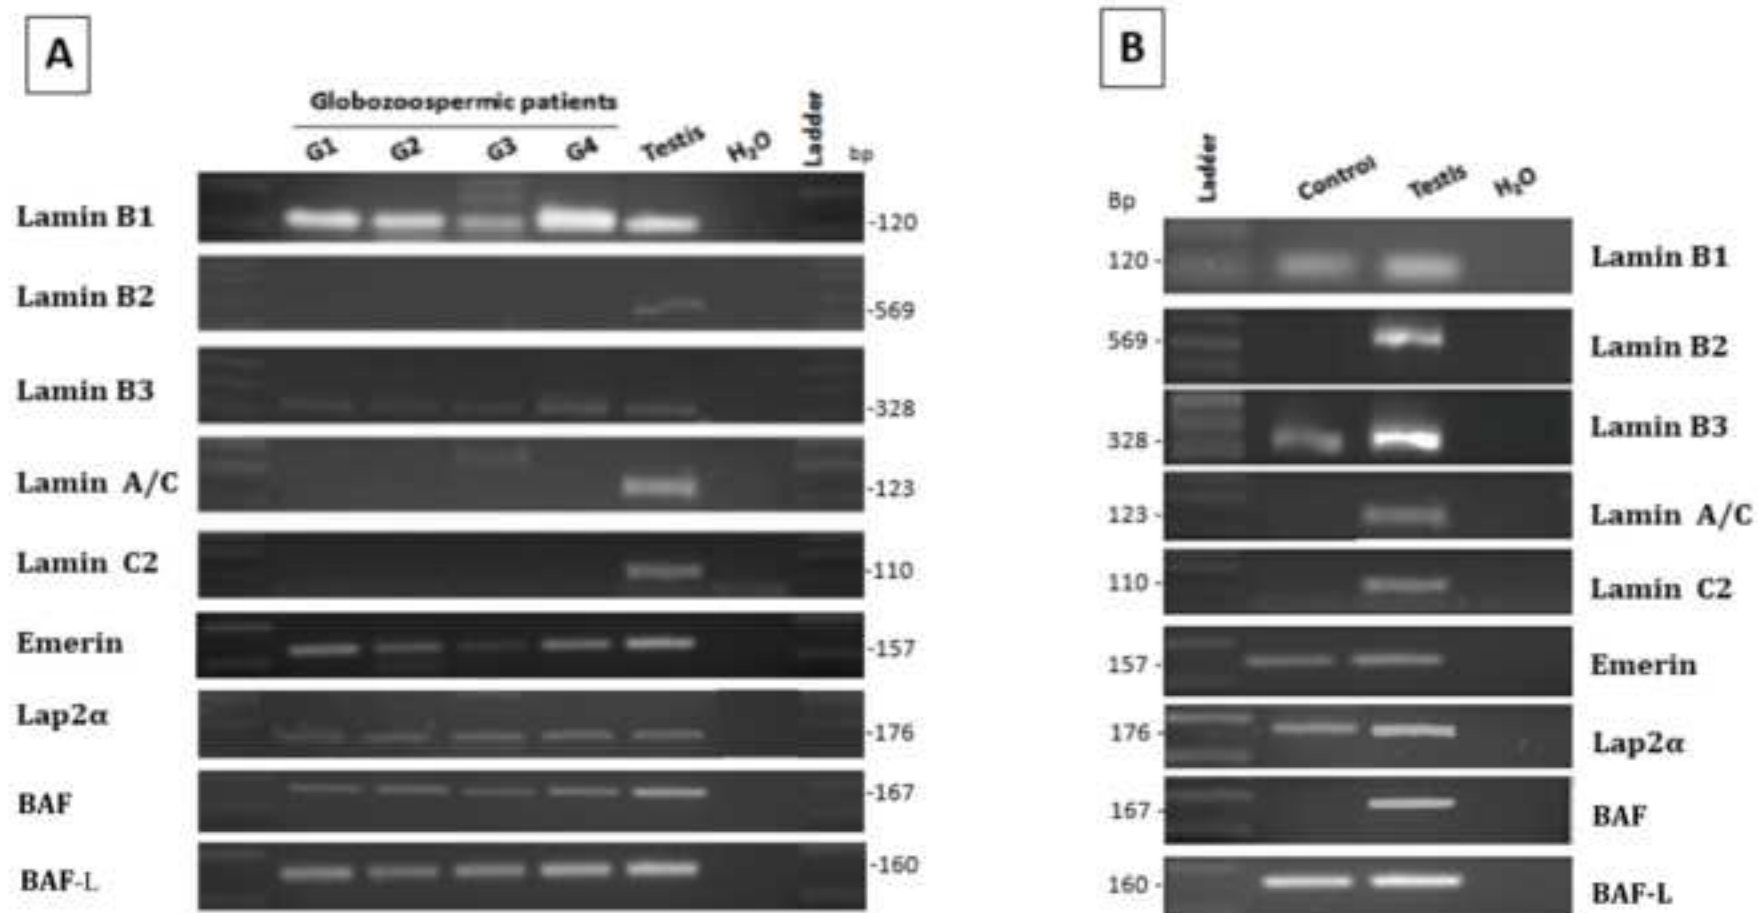 A
Globozoospermic patients
G1 G2 G3 G4 Testis H₂O Ladder bp
Lamin B1 -120
Lamin B2 -569
Lamin B3 -328
Lamin A/C -123
Lamin C2 -110
Emerin -157
Lap2α -176
BAF -167
BAF-L -160
B
Bp Ladder Control Testis H₂O
120 - Lamin B1
569 - Lamin B2
328 - Lamin B3
123 - Lamin A/C
110 - Lamin C2
157 - Emerin
176 - Lap2α
167 - BAF
160 - BAF-L